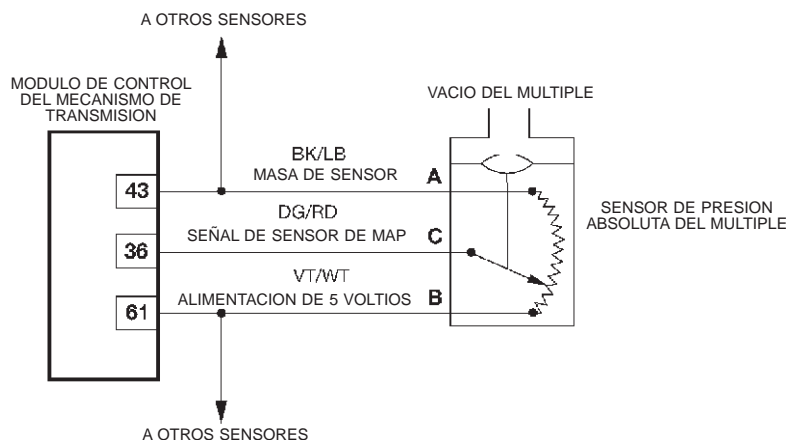 A OTROS SENSORES
MODULO DE CONTROL
DEL MECANISMO DE
TRANSMISION
VACIO DEL MULTIPLE
BK/LB
43
MASA DE SENSOR
A
DG/RD
SENSOR DE PRESION
ABSOLUTA DEL MULTIPLE
36
SEÑAL DE SENSOR DE MAP
C
VT/WT
61
ALIMENTACION DE 5 VOLTIOS
B
A OTROS SENSORES